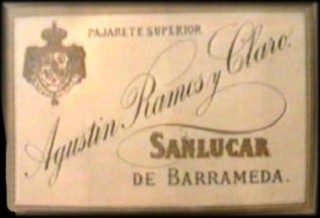 PAJARETE SUPERIOR
Agustin Ramos y Claro.
SANLUCAR
DE BARRAMEDA.